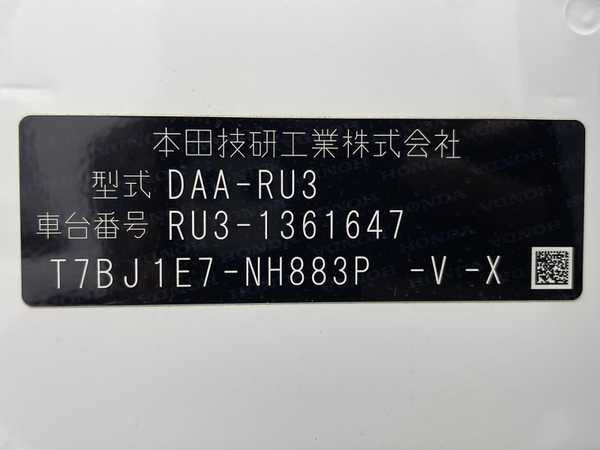 本田技研工業株式会社
型式 DAA-RU3
車台番号 RU3-1361647
T7BJ1E7-NH883P -V -X